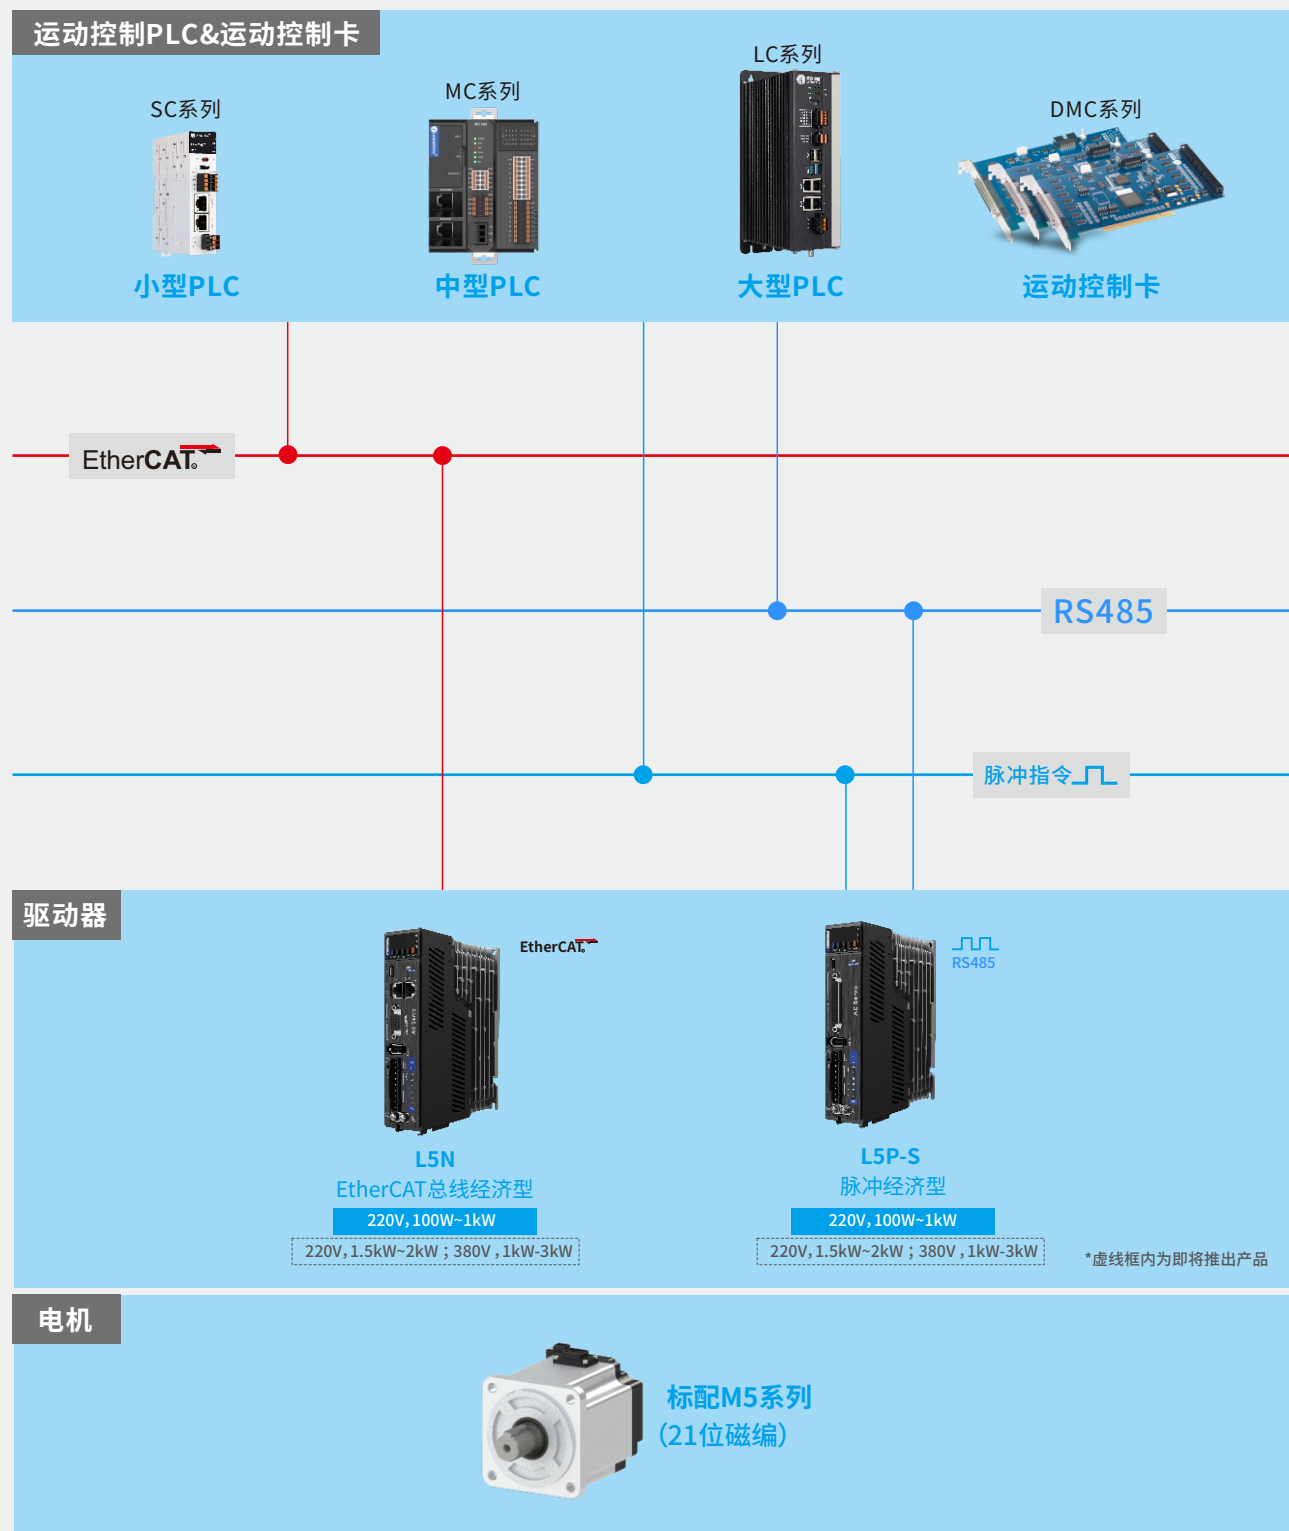 运动控制PLC&运动控制卡
SC系列
MC系列
LC系列
DMC系列
小型PLC
中型PLC
大型PLC
运动控制卡
EtherCAT®
RS485
脉冲指令
驱动器
EtherCAT
RS485
L5N
EtherCAT总线经济型
220V, 100W~1kW
220V, 1.5kW~2kW ; 380V , 1kW-3kW
L5P-S
脉冲经济型
220V, 100W~1kW
220V, 1.5kW~2kW ; 380V , 1kW-3kW
*虚线框内为即将推出产品
电机
标配M5系列
（21位磁编）